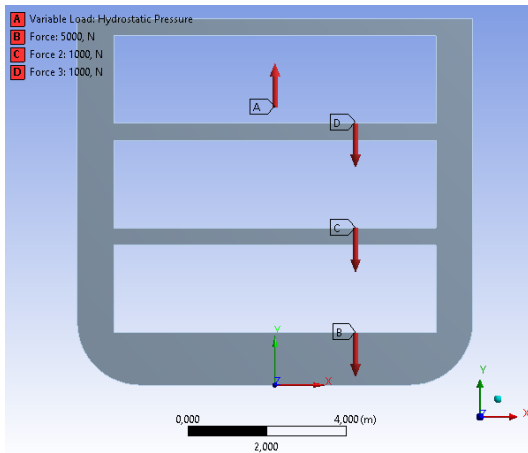 A Variable Load: Hydrostatic Pressure
B Force: 5000, N
C Force 2: 1000, N
D Force 3: 1000, N
A
D
C
B
Y
Z
X
Y
Z
X
0,000
4,000 (m)
2,000